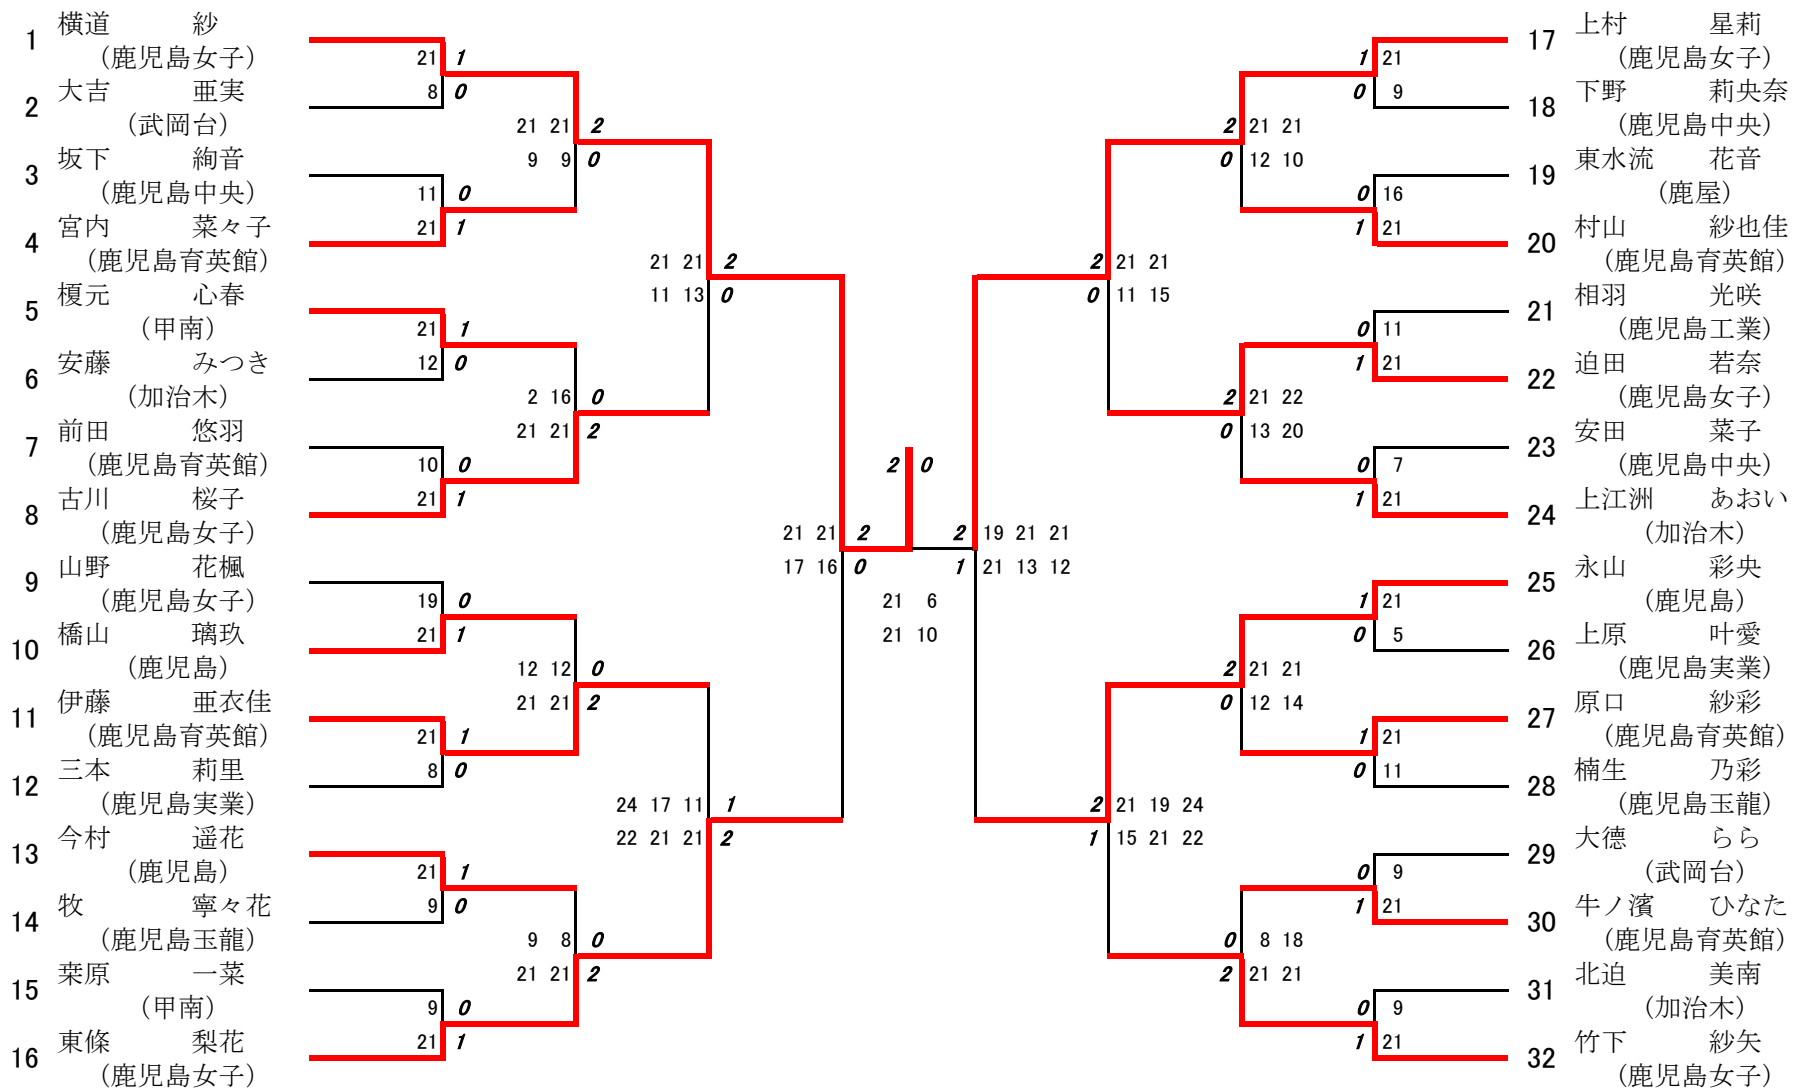 1 横道 紗
(鹿児島女子)
21 1
2 大吉 亜実
8 0
(武岡台)
21 21 2
3 坂下 絢音
9 9 0
(鹿児島中央)
11 0
4 宮内 菜々子
21 1
(鹿児島育英館)
21 21 2
5 榎元 心春
11 13 0
(甲南)
21 1
6 安藤 みつき
12 0
(加治木)
2 16 0
7 前田 悠羽
21 21 2
(鹿児島育英館)
10 0
8 古川 桜子
21 1
(鹿児島女子)
21 21 2
9 山野 花楓
17 16 0
(鹿児島女子)
19 0
10 橋山 璃玖
21 1
(鹿児島)
12 12 0
11 伊藤 亜衣佳
21 21 2
(鹿児島育英館)
21 1
12 三本 莉里
8 0
(鹿児島実業)
24 17 11 1
13 今村 遥花
22 21 21 2
(鹿児島)
21 1
14 牧 寧々花
9 0
(鹿児島玉龍)
9 8 0
15 桒原 一菜
21 21 2
(甲南)
9 0
16 東條 梨花
21 1
(鹿児島女子)
2 0
21 6
21 10
17 上村 星莉
(鹿児島女子)
1 21
18 下野 莉央奈
0 9
(鹿児島中央)
2 21 21
19 東水流 花音
0 12 10
(鹿屋)
0 16
20 村山 紗也佳
1 21
(鹿児島育英館)
2 21 21
21 相羽 光咲
0 11 15
(鹿児島工業)
0 11
22 迫田 若奈
1 21
(鹿児島女子)
2 21 22
23 安田 菜子
0 13 20
(鹿児島中央)
0 7
24 上江洲 あおい
1 21
(加治木)
2 19 21 21
25 永山 彩央
1 21 13 12
(鹿児島)
1 21
26 上原 叶愛
0 5
(鹿児島実業)
2 21 21
27 原口 紗彩
0 12 14
(鹿児島育英館)
1 21
28 楠生 乃彩
0 11
(鹿児島玉龍)
2 21 19 24
29 大德 らら
1 15 21 22
(武岡台)
0 9
30 牛ノ濱 ひなた
1 21
(鹿児島育英館)
0 8 18
31 北迫 美南
2 21 21
(加治木)
0 9
32 竹下 紗矢
1 21
(鹿児島女子)